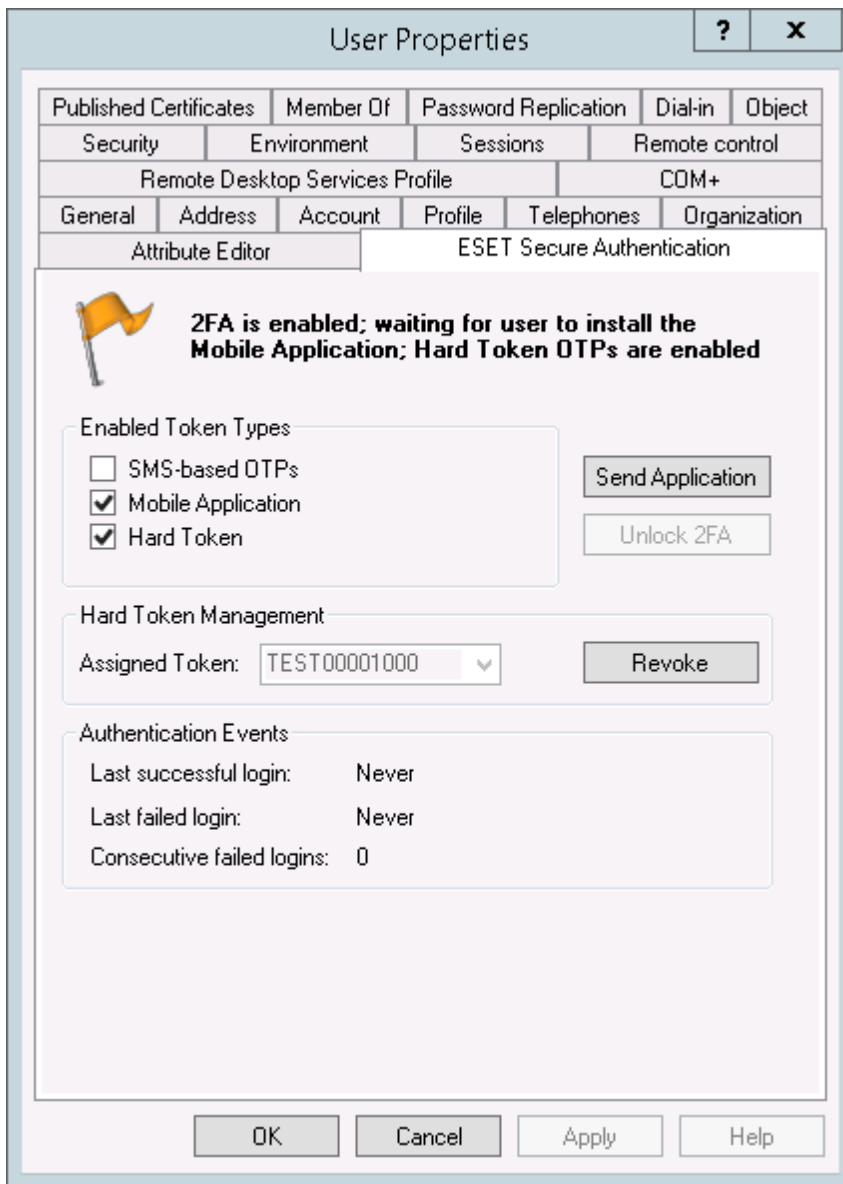 User Properties
?
x
Published Certificates Member Of Password Replication Dial-in Object
Security Environment Sessions Remote control
Remote Desktop Services Profile COM+
General Address Account Profile Telephones Organization
Attribute Editor ESET Secure Authentication
2FA is enabled; waiting for user to install the
Mobile Application; Hard Token OTPs are enabled
Enabled Token Types
SMS-based OTPs
Send Application
Mobile Application
Hard Token
Unlock 2FA
Hard Token Management
Assigned Token: TEST00001000 Revoke
Authentication Events
Last successful login: Never
Last failed login: Never
Consecutive failed logins: 0
OK Cancel Apply Help